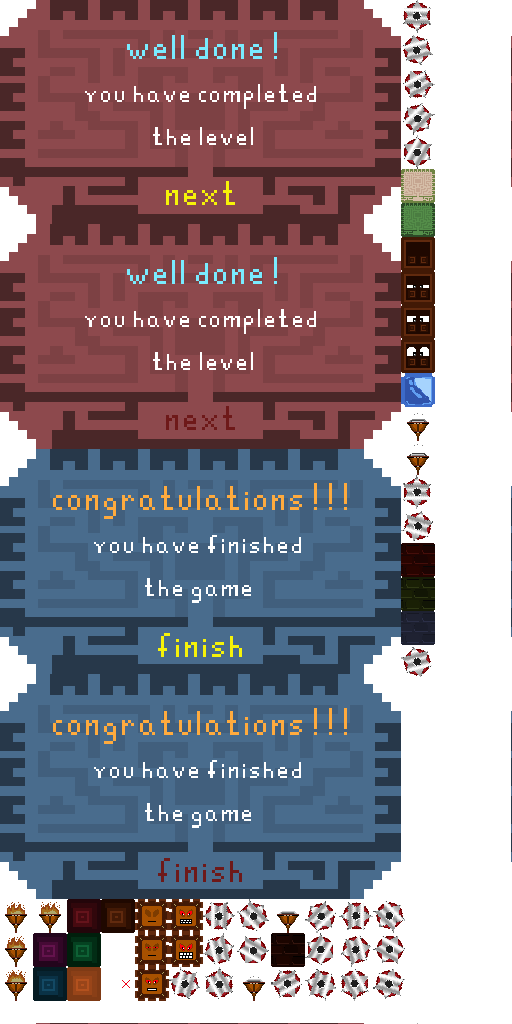 well done!
you have completed
the level
next
well done!
you have completed
the level
next
congratulations!!!
you have finished
the game
finish
congratulations!!!
you have finished
the game
finish